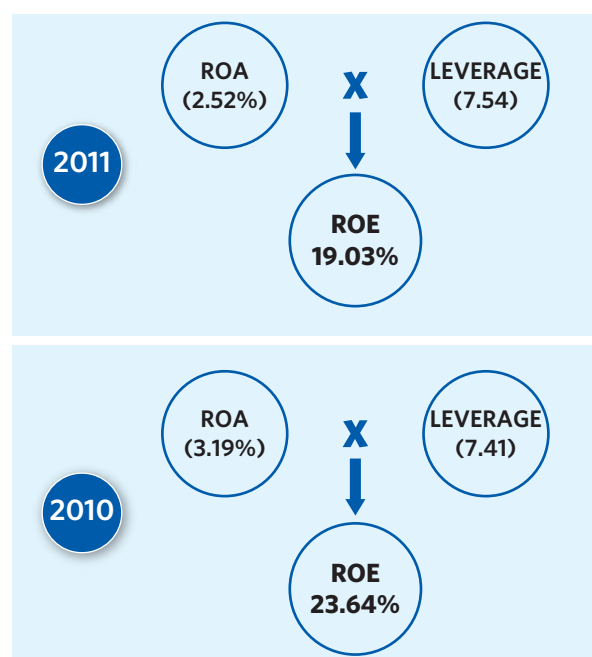 ROA
(2.52%)
X
LEVERAGE
(7.54)
2011
ROE
19.03%
ROA
(3.19%)
X
LEVERAGE
(7.41)
2010
ROE
23.64%